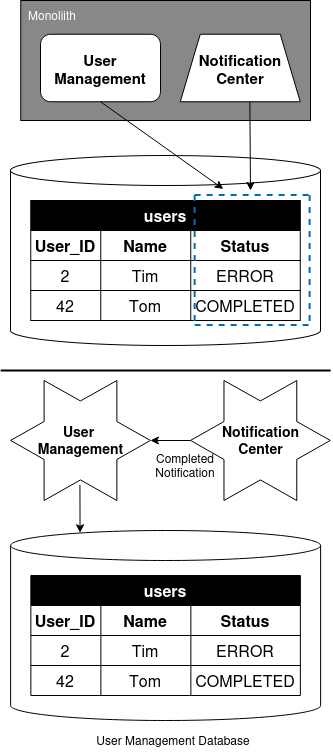 Monoliith
User
Management
Notification
Center
users
User_ID Name Status
2 Tim ERROR
42 Tom COMPLETED
User
Management
Notification
Center
Completed
Notification
users
User_ID Name Status
2 Tim ERROR
42 Tom COMPLETED
User Management Database